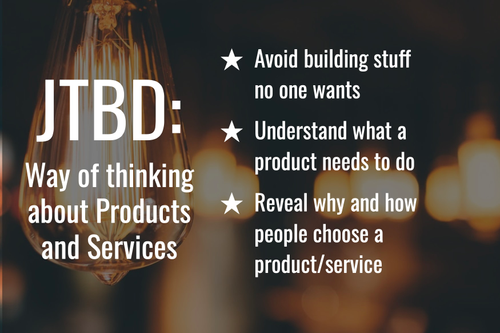 JTBD:
Way of thinking
about Products
and Services
★ Avoid building stuff
no one wants
★ Understand what a
product needs to do
★ Reveal why and how
people choose a
product/service